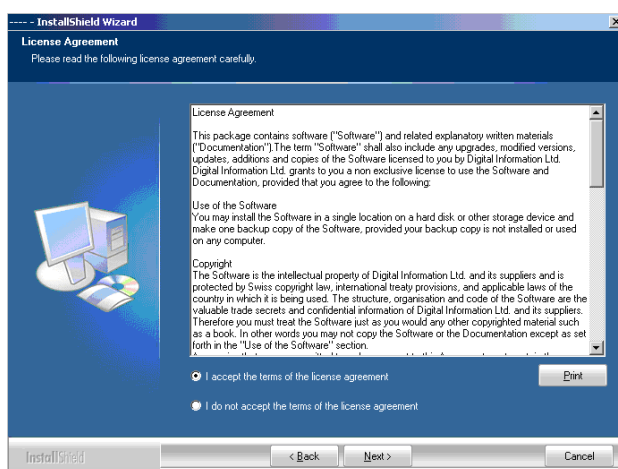 ---- - InstallShield Wizard
License Agreement
Please read the following license agreement carefully.
License Agreement
This package contains software ("Software") and related explanatory written materials
("Documentation").The term "Software" shall also include any upgrades, modified versions,
updates, additions and copies of the Software licensed to you by Digital Information Ltd.
Digital Information Ltd. grants to you a non exclusive license to use the Software and
Documentation, provided that you agree to the following:
Use of the Software
You may install the Software in a single location on a hard disk or other storage device and
make one backup copy of the Software, provided your backup copy is not installed or used
on any computer.
Copyright
The Software is the intellectual property of Digital Information Ltd. and its suppliers and is
protected by Swiss copyright law, international treaty provisions, and applicable laws of the
country in which it is being used. The structure, organisation and code of the Software are the
valuable trade secrets and confidential information of Digital Information Ltd. and its suppliers.
Therefore you must treat the Software just as you would any other copyrighted material such
as a book. In other words you may not copy the Software or the Documentation except as set
forth in the "Use of the Software" section.
I accept the terms of the license agreement
Print
I do not accept the terms of the license agreement
InstallShield
< Back
Next >
Cancel